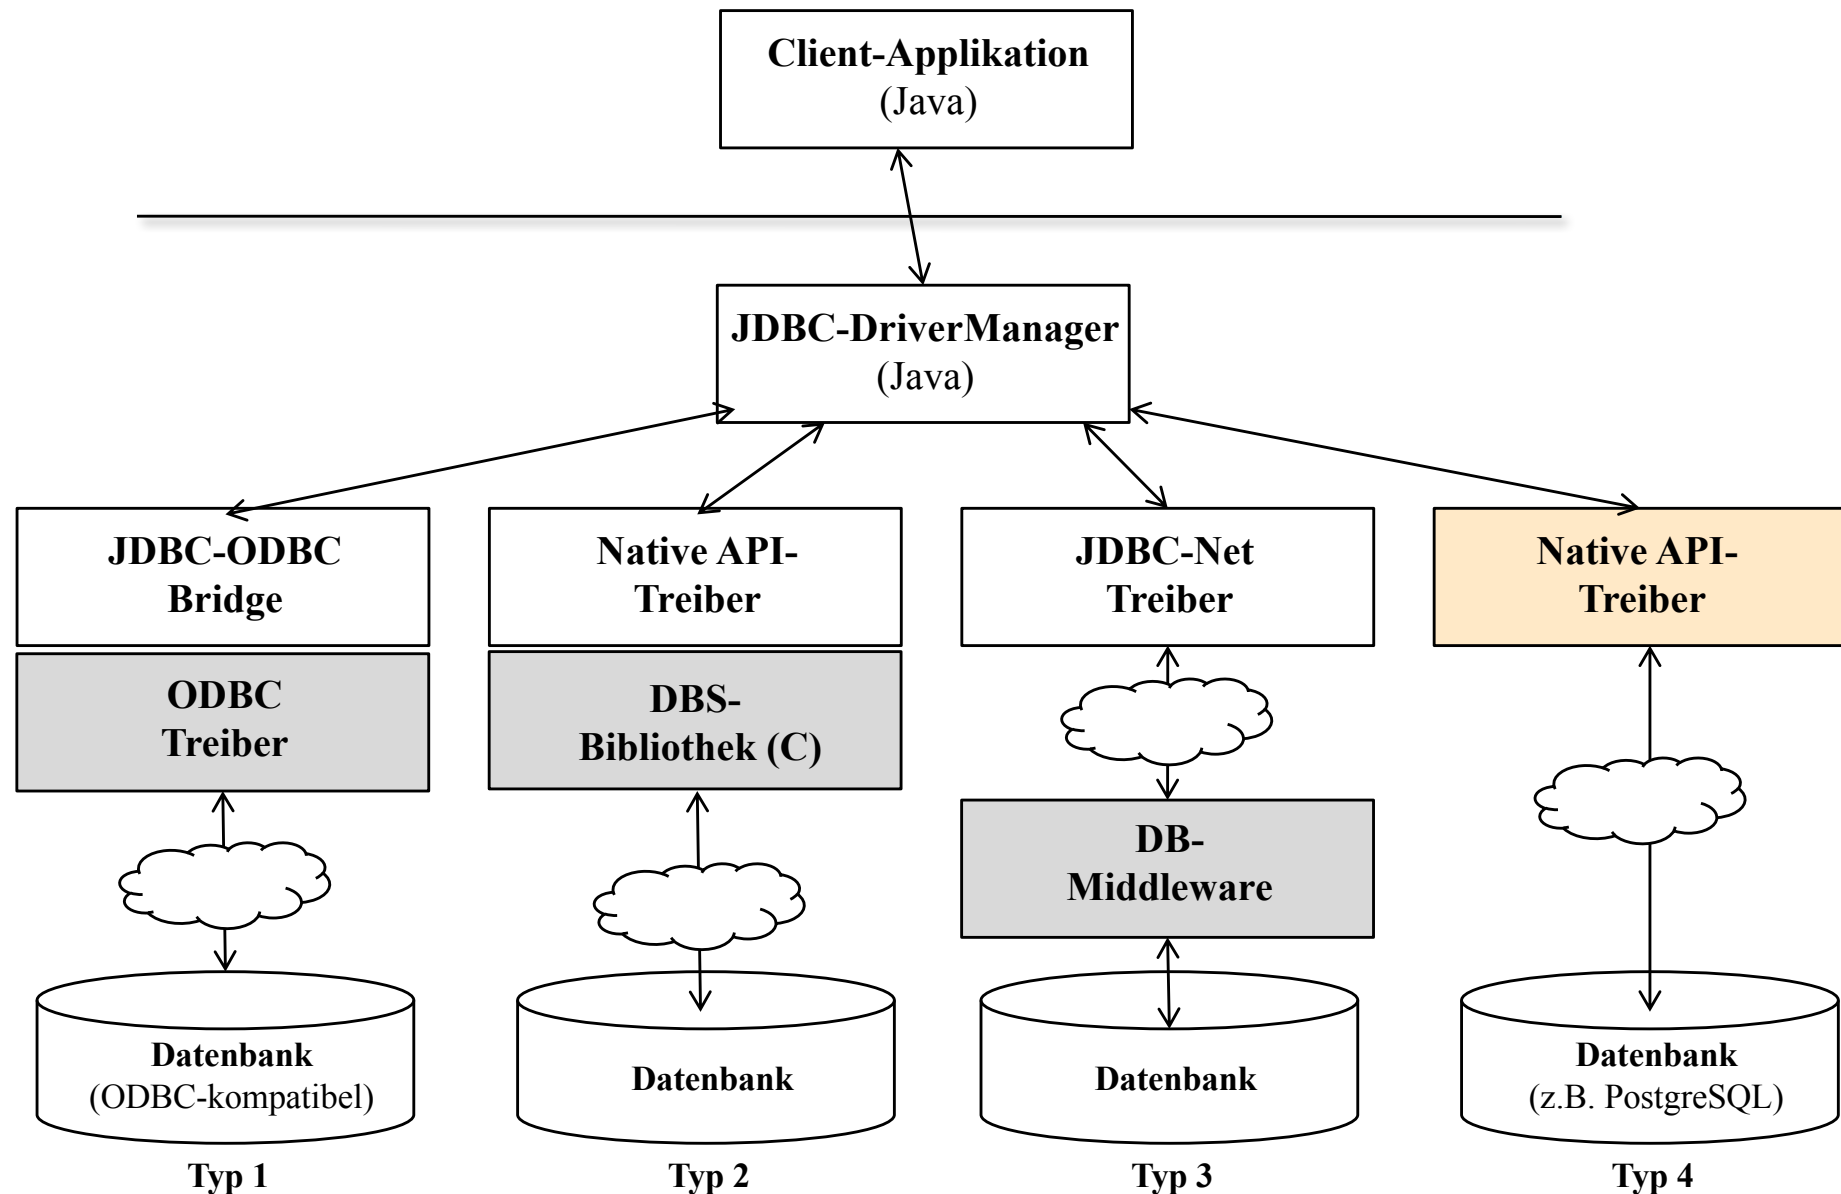 Client-Applikation
(Java)
JDBC-DriverManager
(Java)
JDBC-ODBC
Bridge
ODBC
Treiber
Datenbank
(ODBC-kompatibel)
Typ 1
Native API-
Treiber
DBS-
Bibliothek (C)
Datenbank
Typ 2
JDBC-Net
Treiber
DB-
Middleware
Datenbank
Typ 3
Native API-
Treiber
Datenbank
(z.B. PostgreSQL)
Typ 4